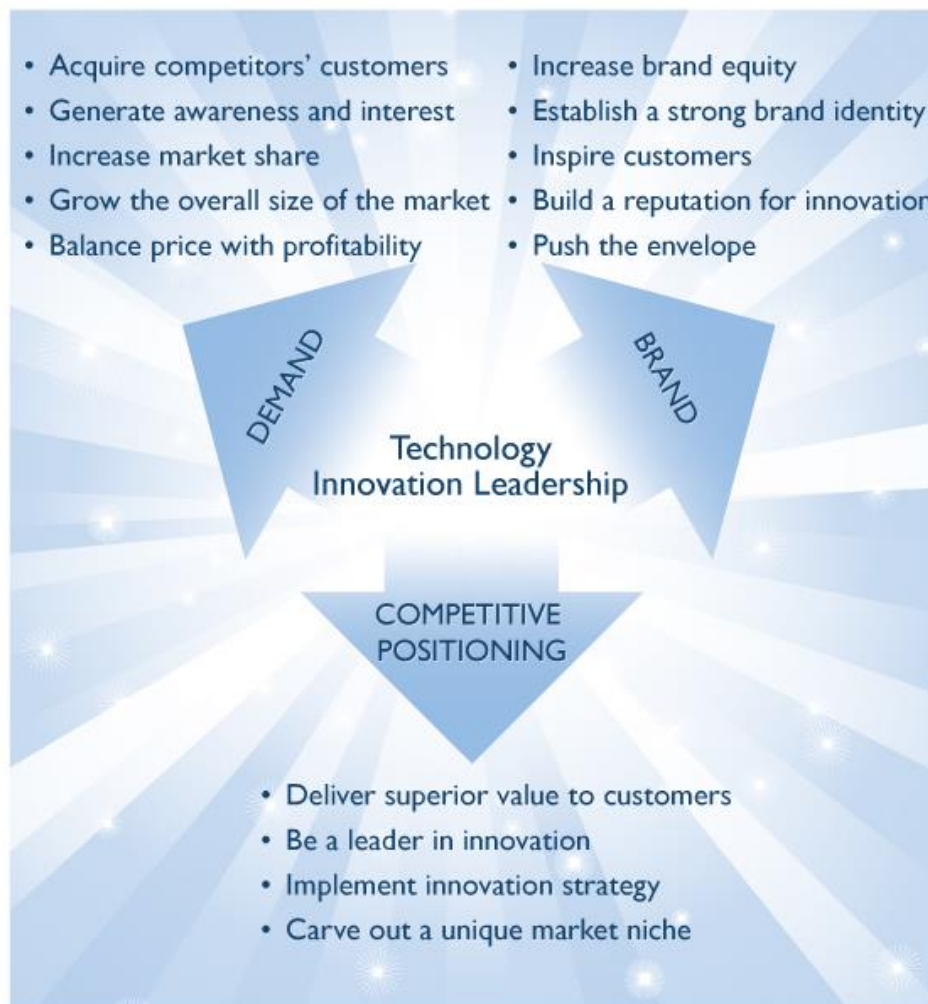 • Acquire competitors’ customers
• Generate awareness and interest
• Increase market share
• Grow the overall size of the market
• Balance price with profitability
• Increase brand equity
• Establish a strong brand identity
• Inspire customers
• Build a reputation for innovation
• Push the envelope
DEMAND
BRAND
Technology
Innovation Leadership
COMPETITIVE
POSITIONING
• Deliver superior value to customers
• Be a leader in innovation
• Implement innovation strategy
• Carve out a unique market niche